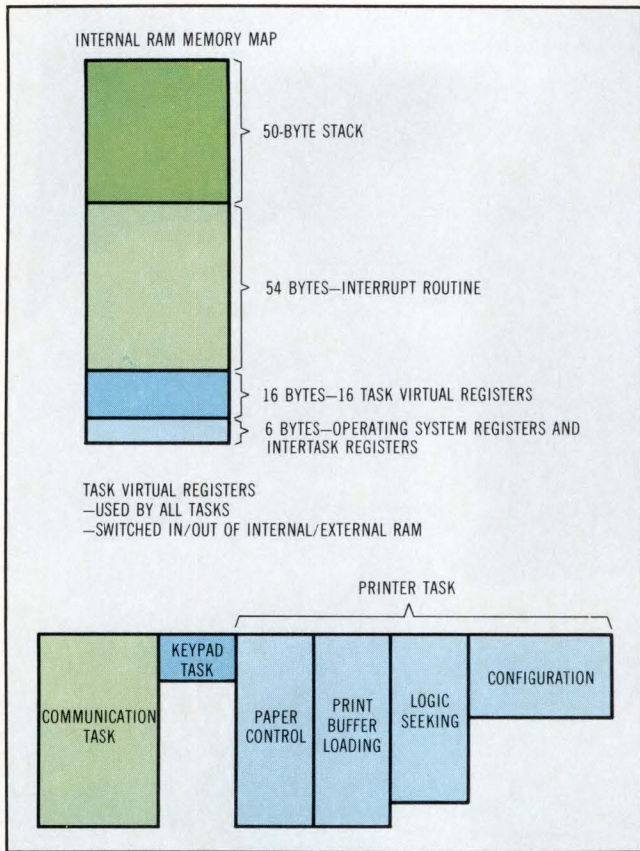 INTERNAL RAM MEMORY MAP
50-BYTE STACK
54 BYTES—INTERRUPT ROUTINE
16 BYTES—16 TASK VIRTUAL REGISTERS
6 BYTES—OPERATING SYSTEM REGISTERS AND
INTERTASK REGISTERS
TASK VIRTUAL REGISTERS
—USED BY ALL TASKS
—SWITCHED IN/OUT OF INTERNAL/EXTERNAL RAM
PRINTER TASK
COMMUNICATION
TASK
KEYPAD
TASK
PAPER
CONTROL
PRINT
BUFFER
LOADING
LOGIC
SEEKING
CONFIGURATION